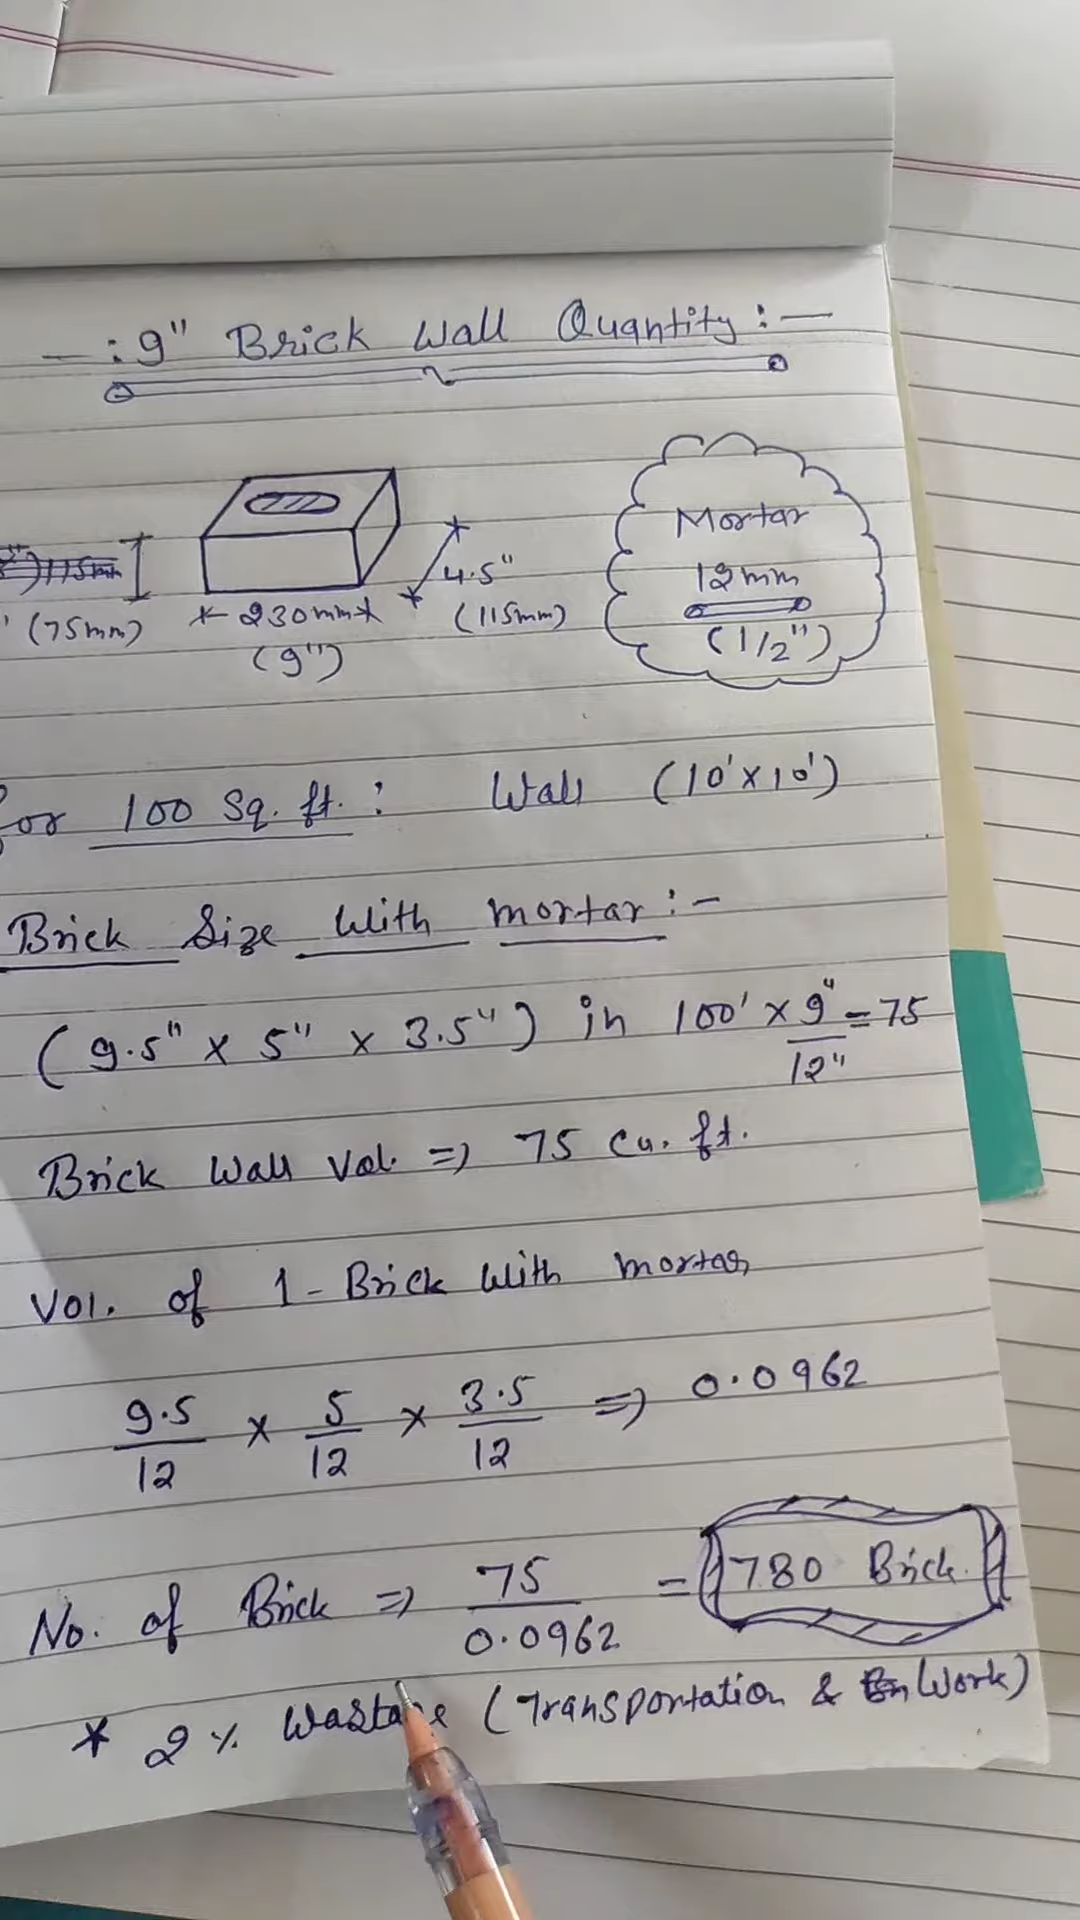 —: 9" Brick Wall Quantity :—
Mortar
12mm
(1/2")
115mm
(75mm)
230mm
(9")
4.5"
(115mm)
for 100 Sq. ft. : Wall (10'x10')
Brick Size With mortar :-
(9.5" x 5" x 3.5") in 100' x 9"/12" = 75
Brick Wall Vol. => 75 Cu. ft.
Vol. of 1 - Brick With mortar
9.5/12 x 5/12 x 3.5/12 => 0.0962
No. of Brick => 75/0.0962 = 780 Brick.
* 2 % Wastage (Transportation & Work)